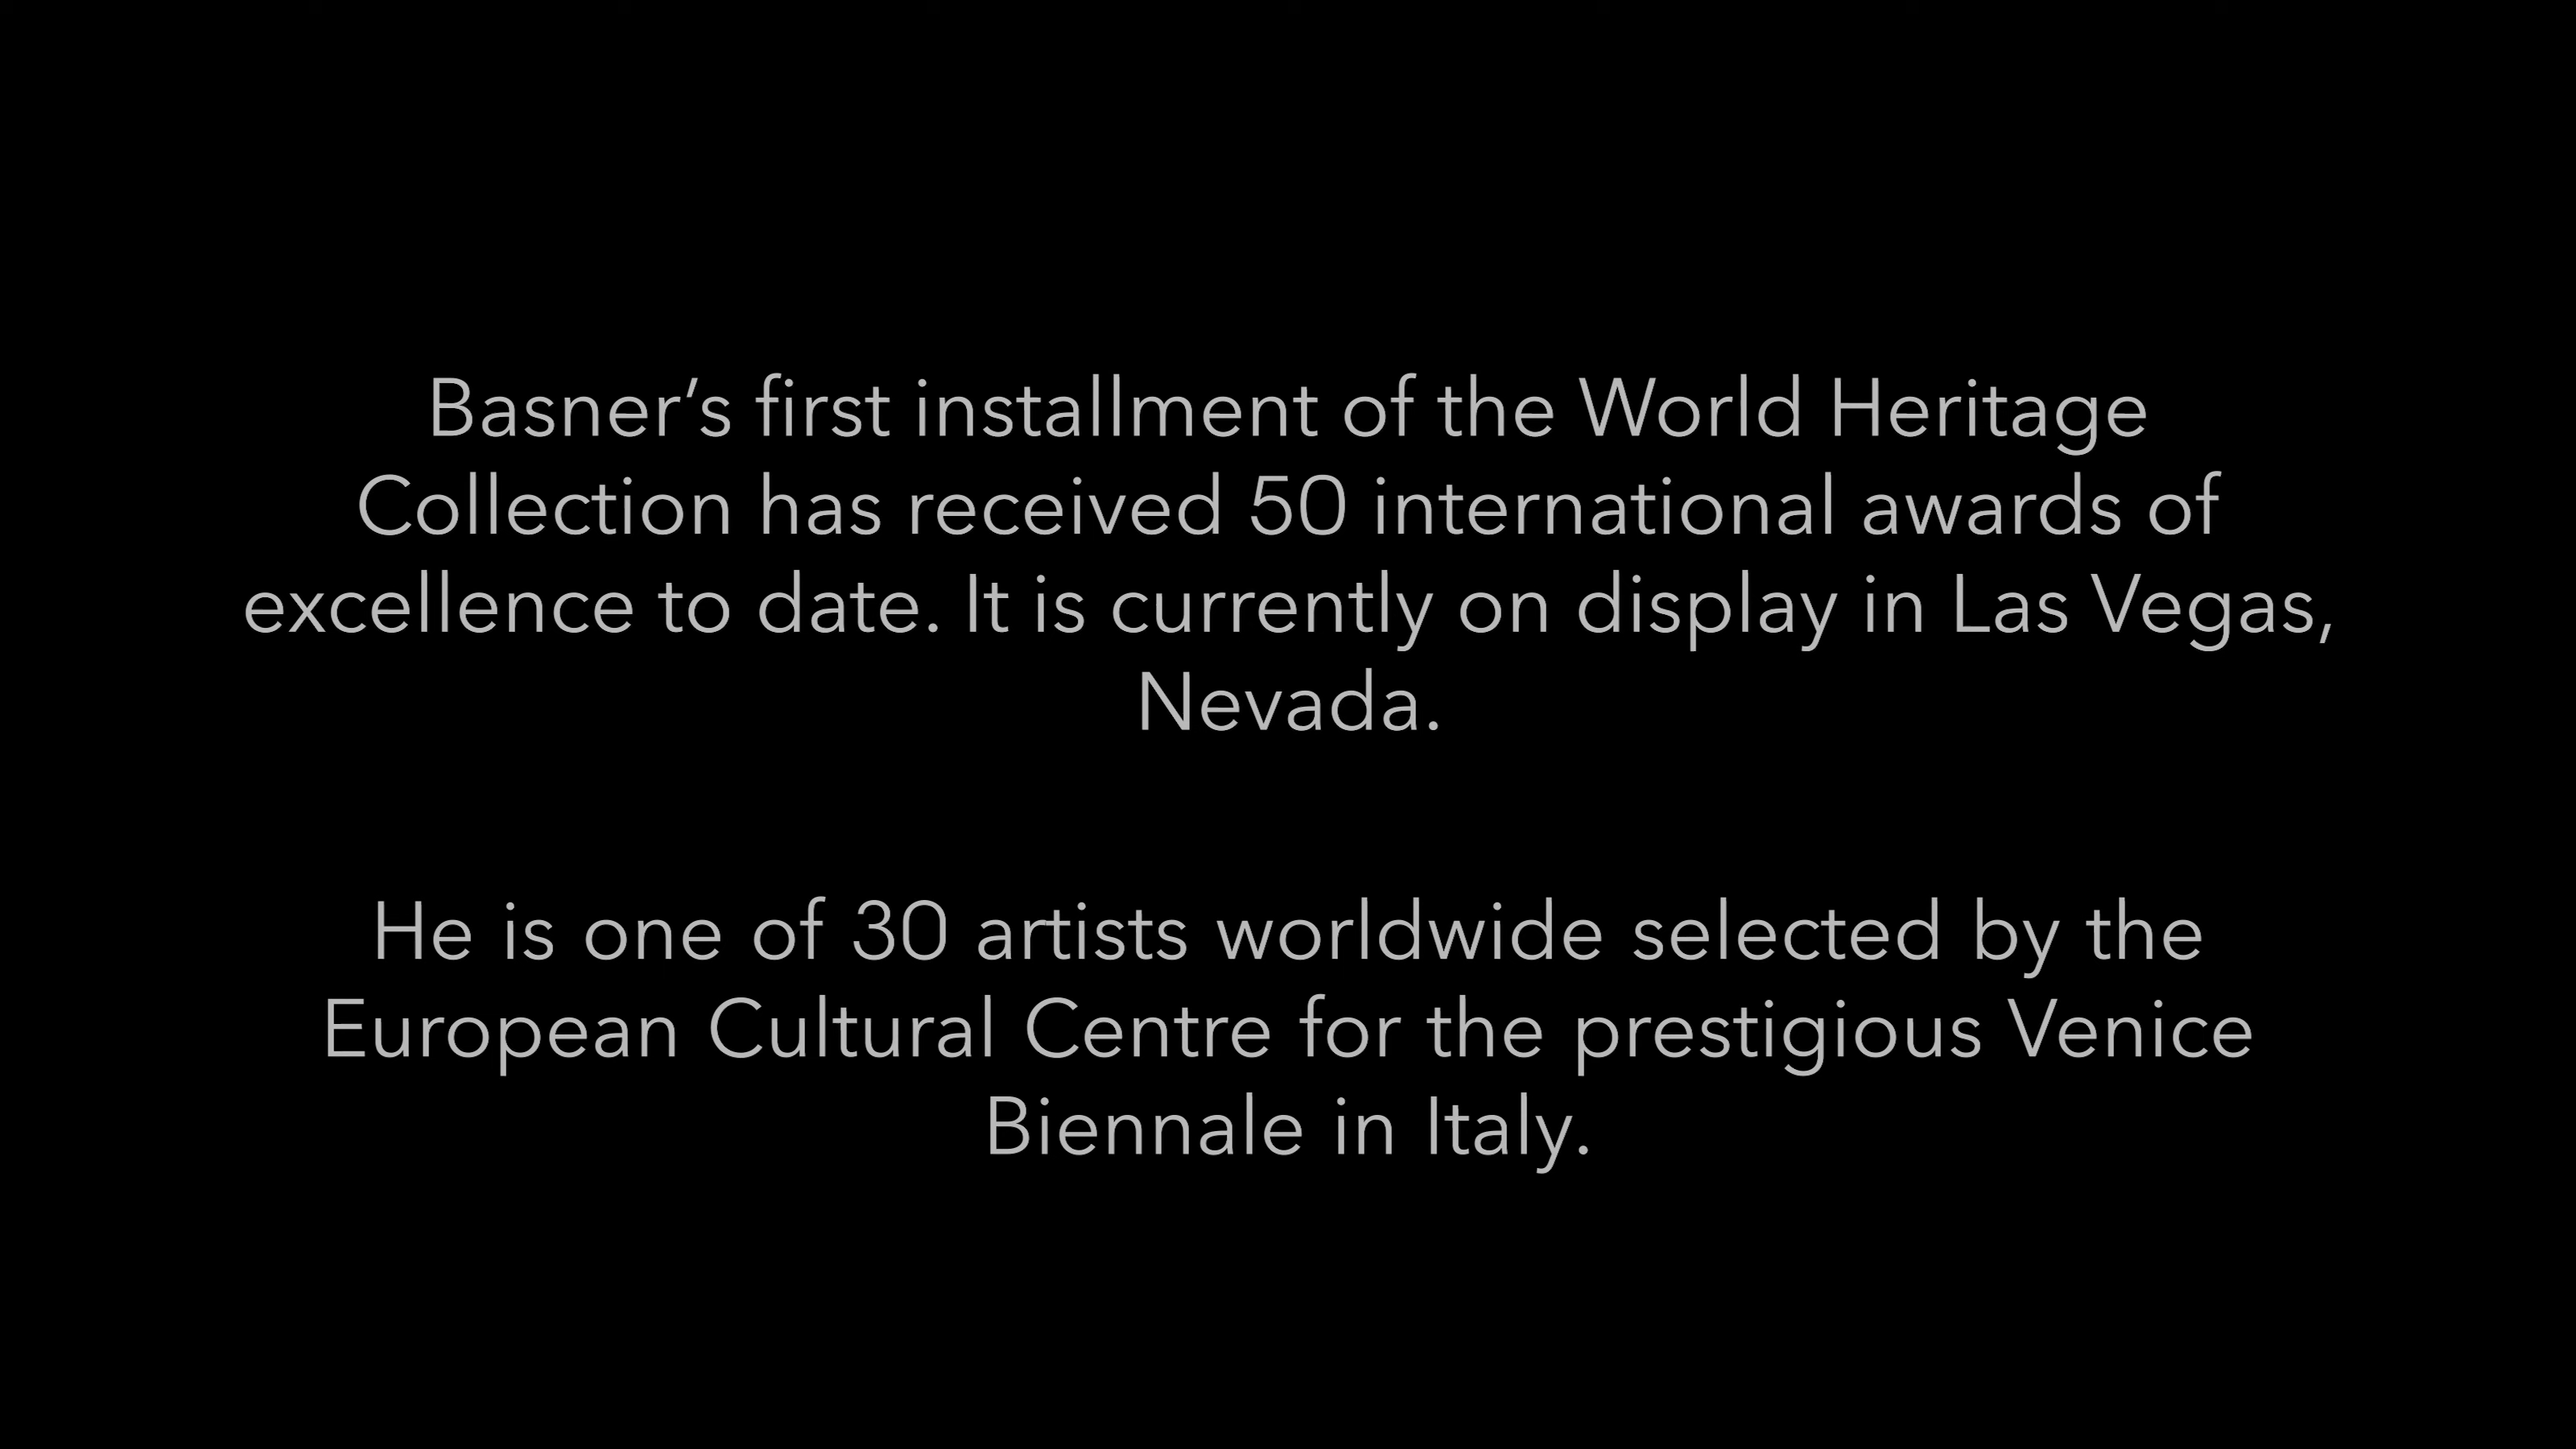 Basner’s first installment of the World Heritage
Collection has received 50 international awards of
excellence to date. It is currently on display in Las Vegas,
Nevada.
He is one of 30 artists worldwide selected by the
European Cultural Centre for the prestigious Venice
Biennale in Italy.